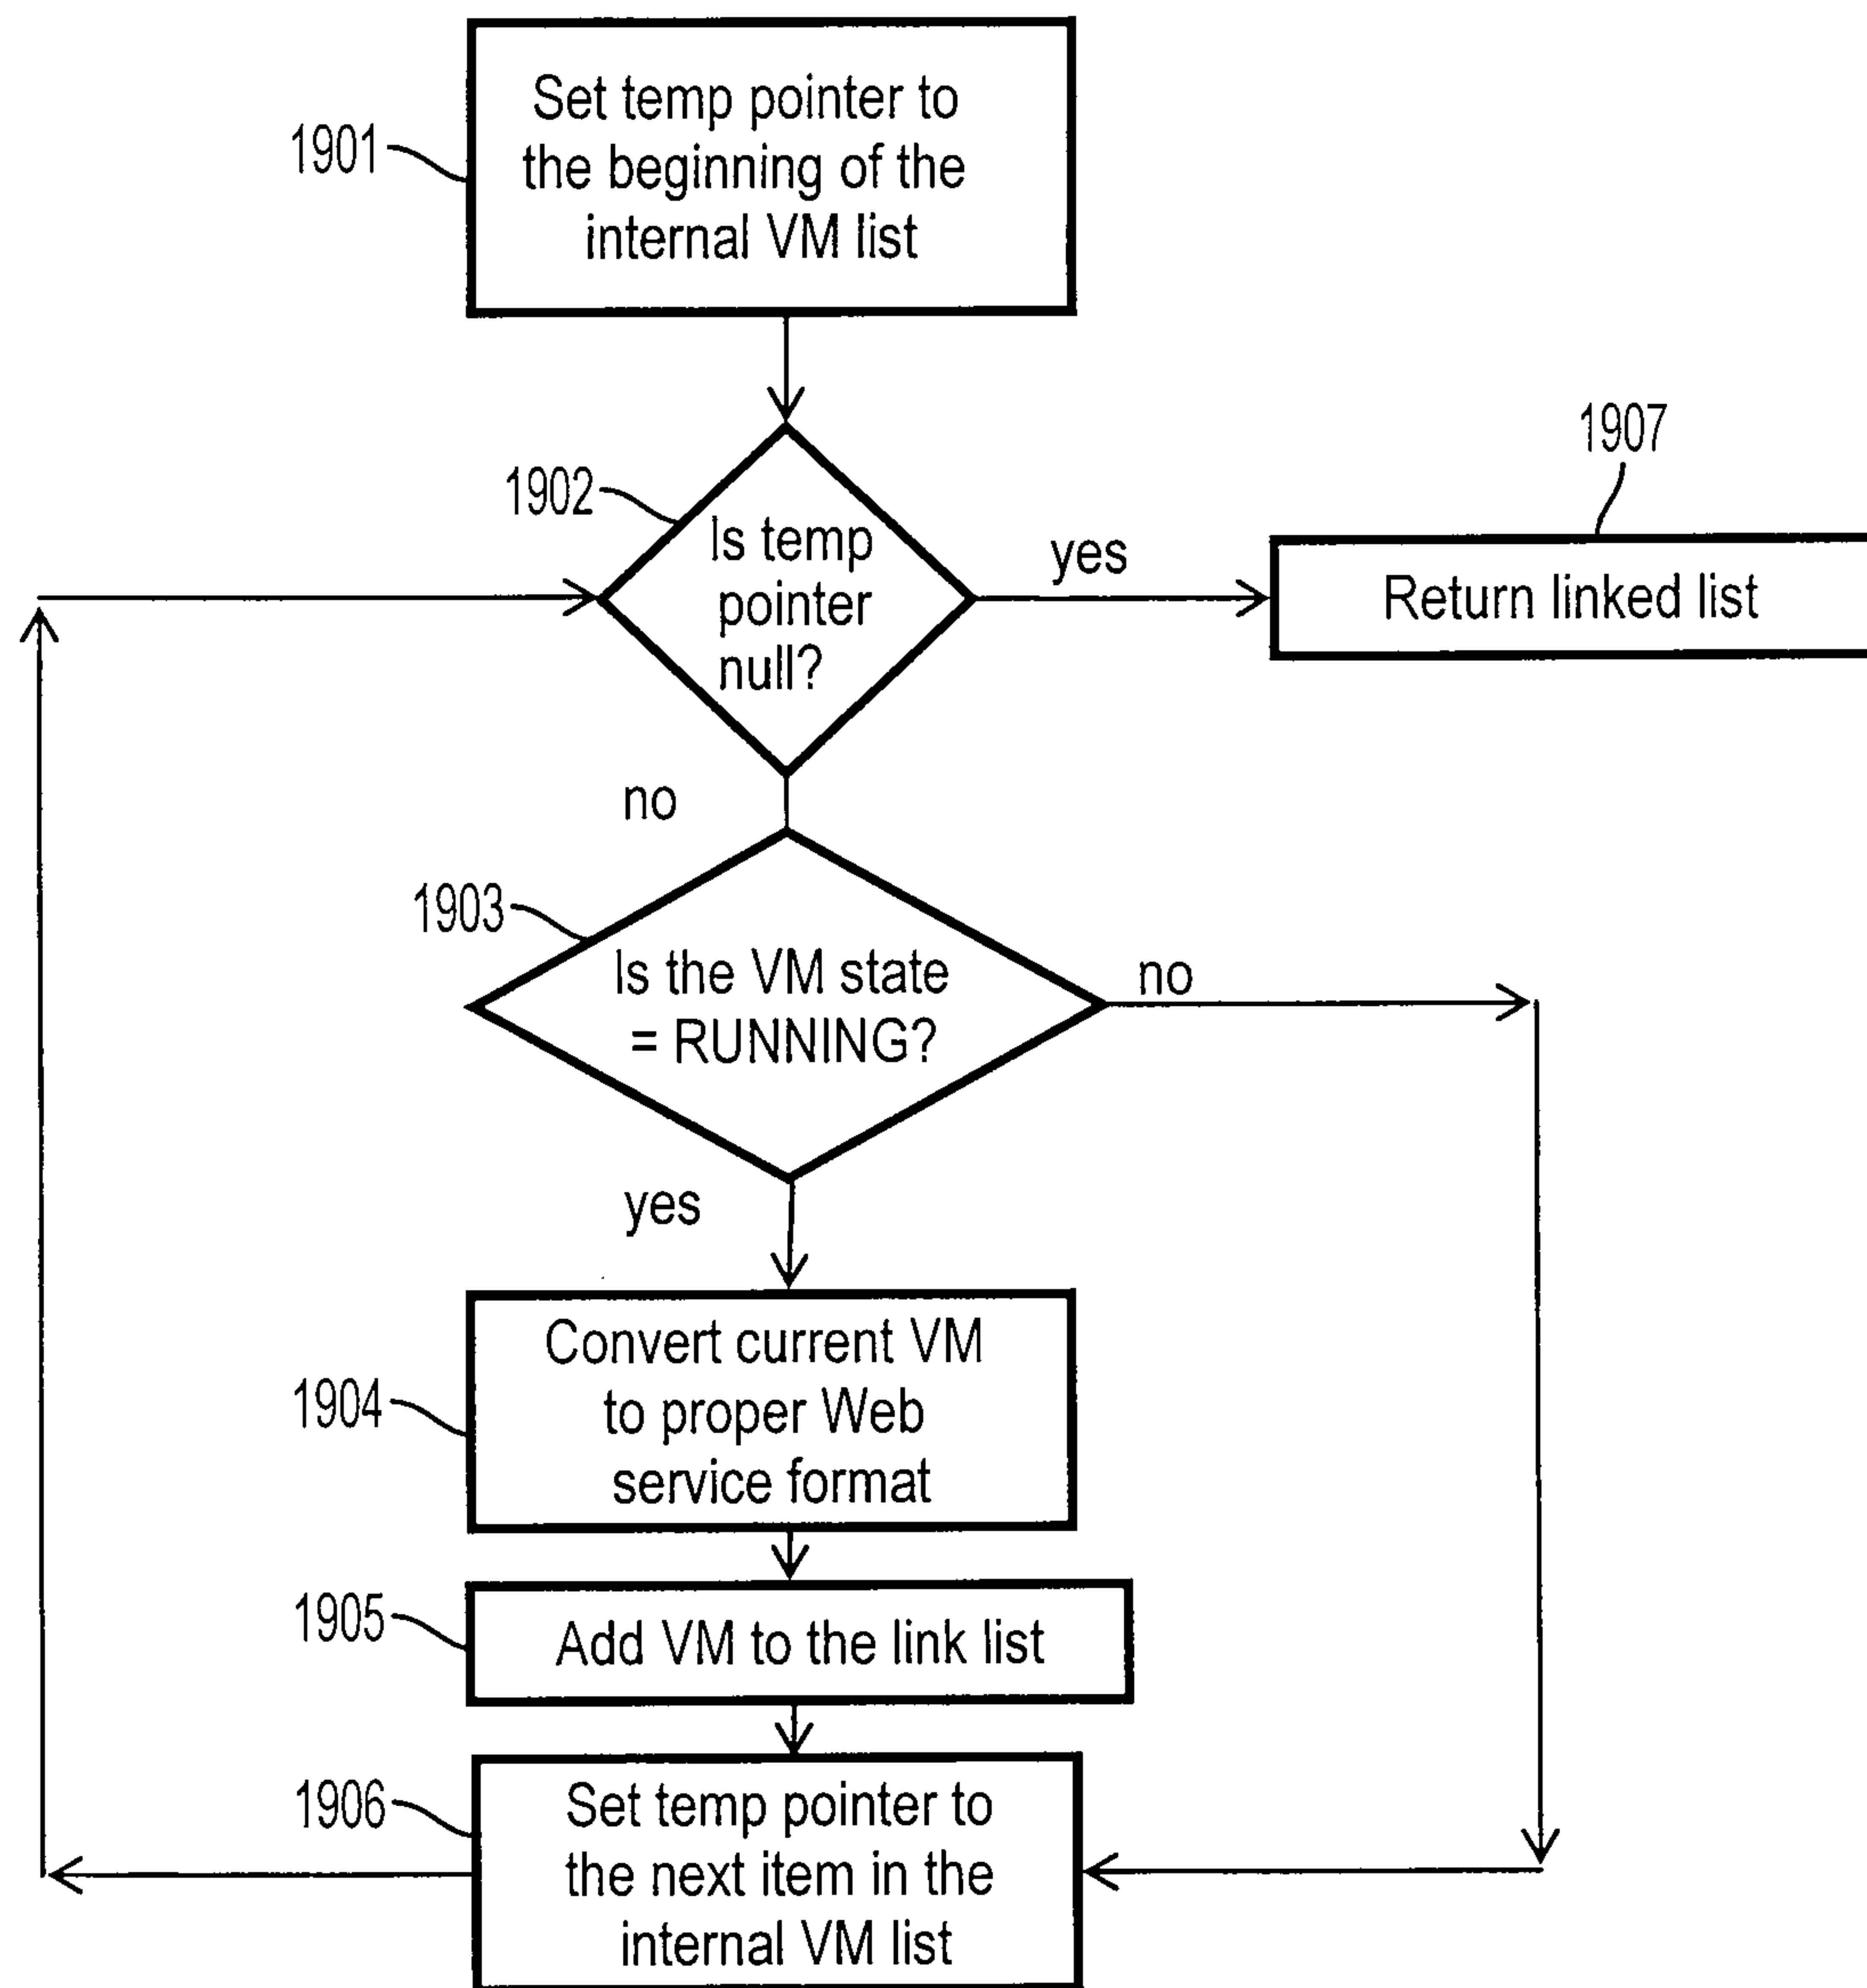 1901
Set temp pointer to
the beginning of the
internal VM list
1902
Is temp
pointer
null?
yes
1907
Return linked list
no
1903
Is the VM state
= RUNNING?
no
yes
1904
Convert current VM
to proper Web
service format
1905
Add VM to the link list
1906
Set temp pointer to
the next item in the
internal VM list